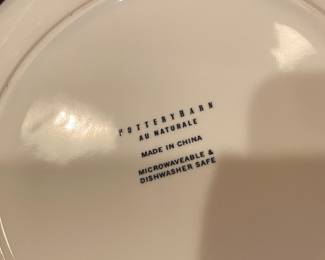 POTTERYBARN
AU NATURALE
MADE IN CHINA
MICROWAVEABLE &
DISHWASHER SAFE